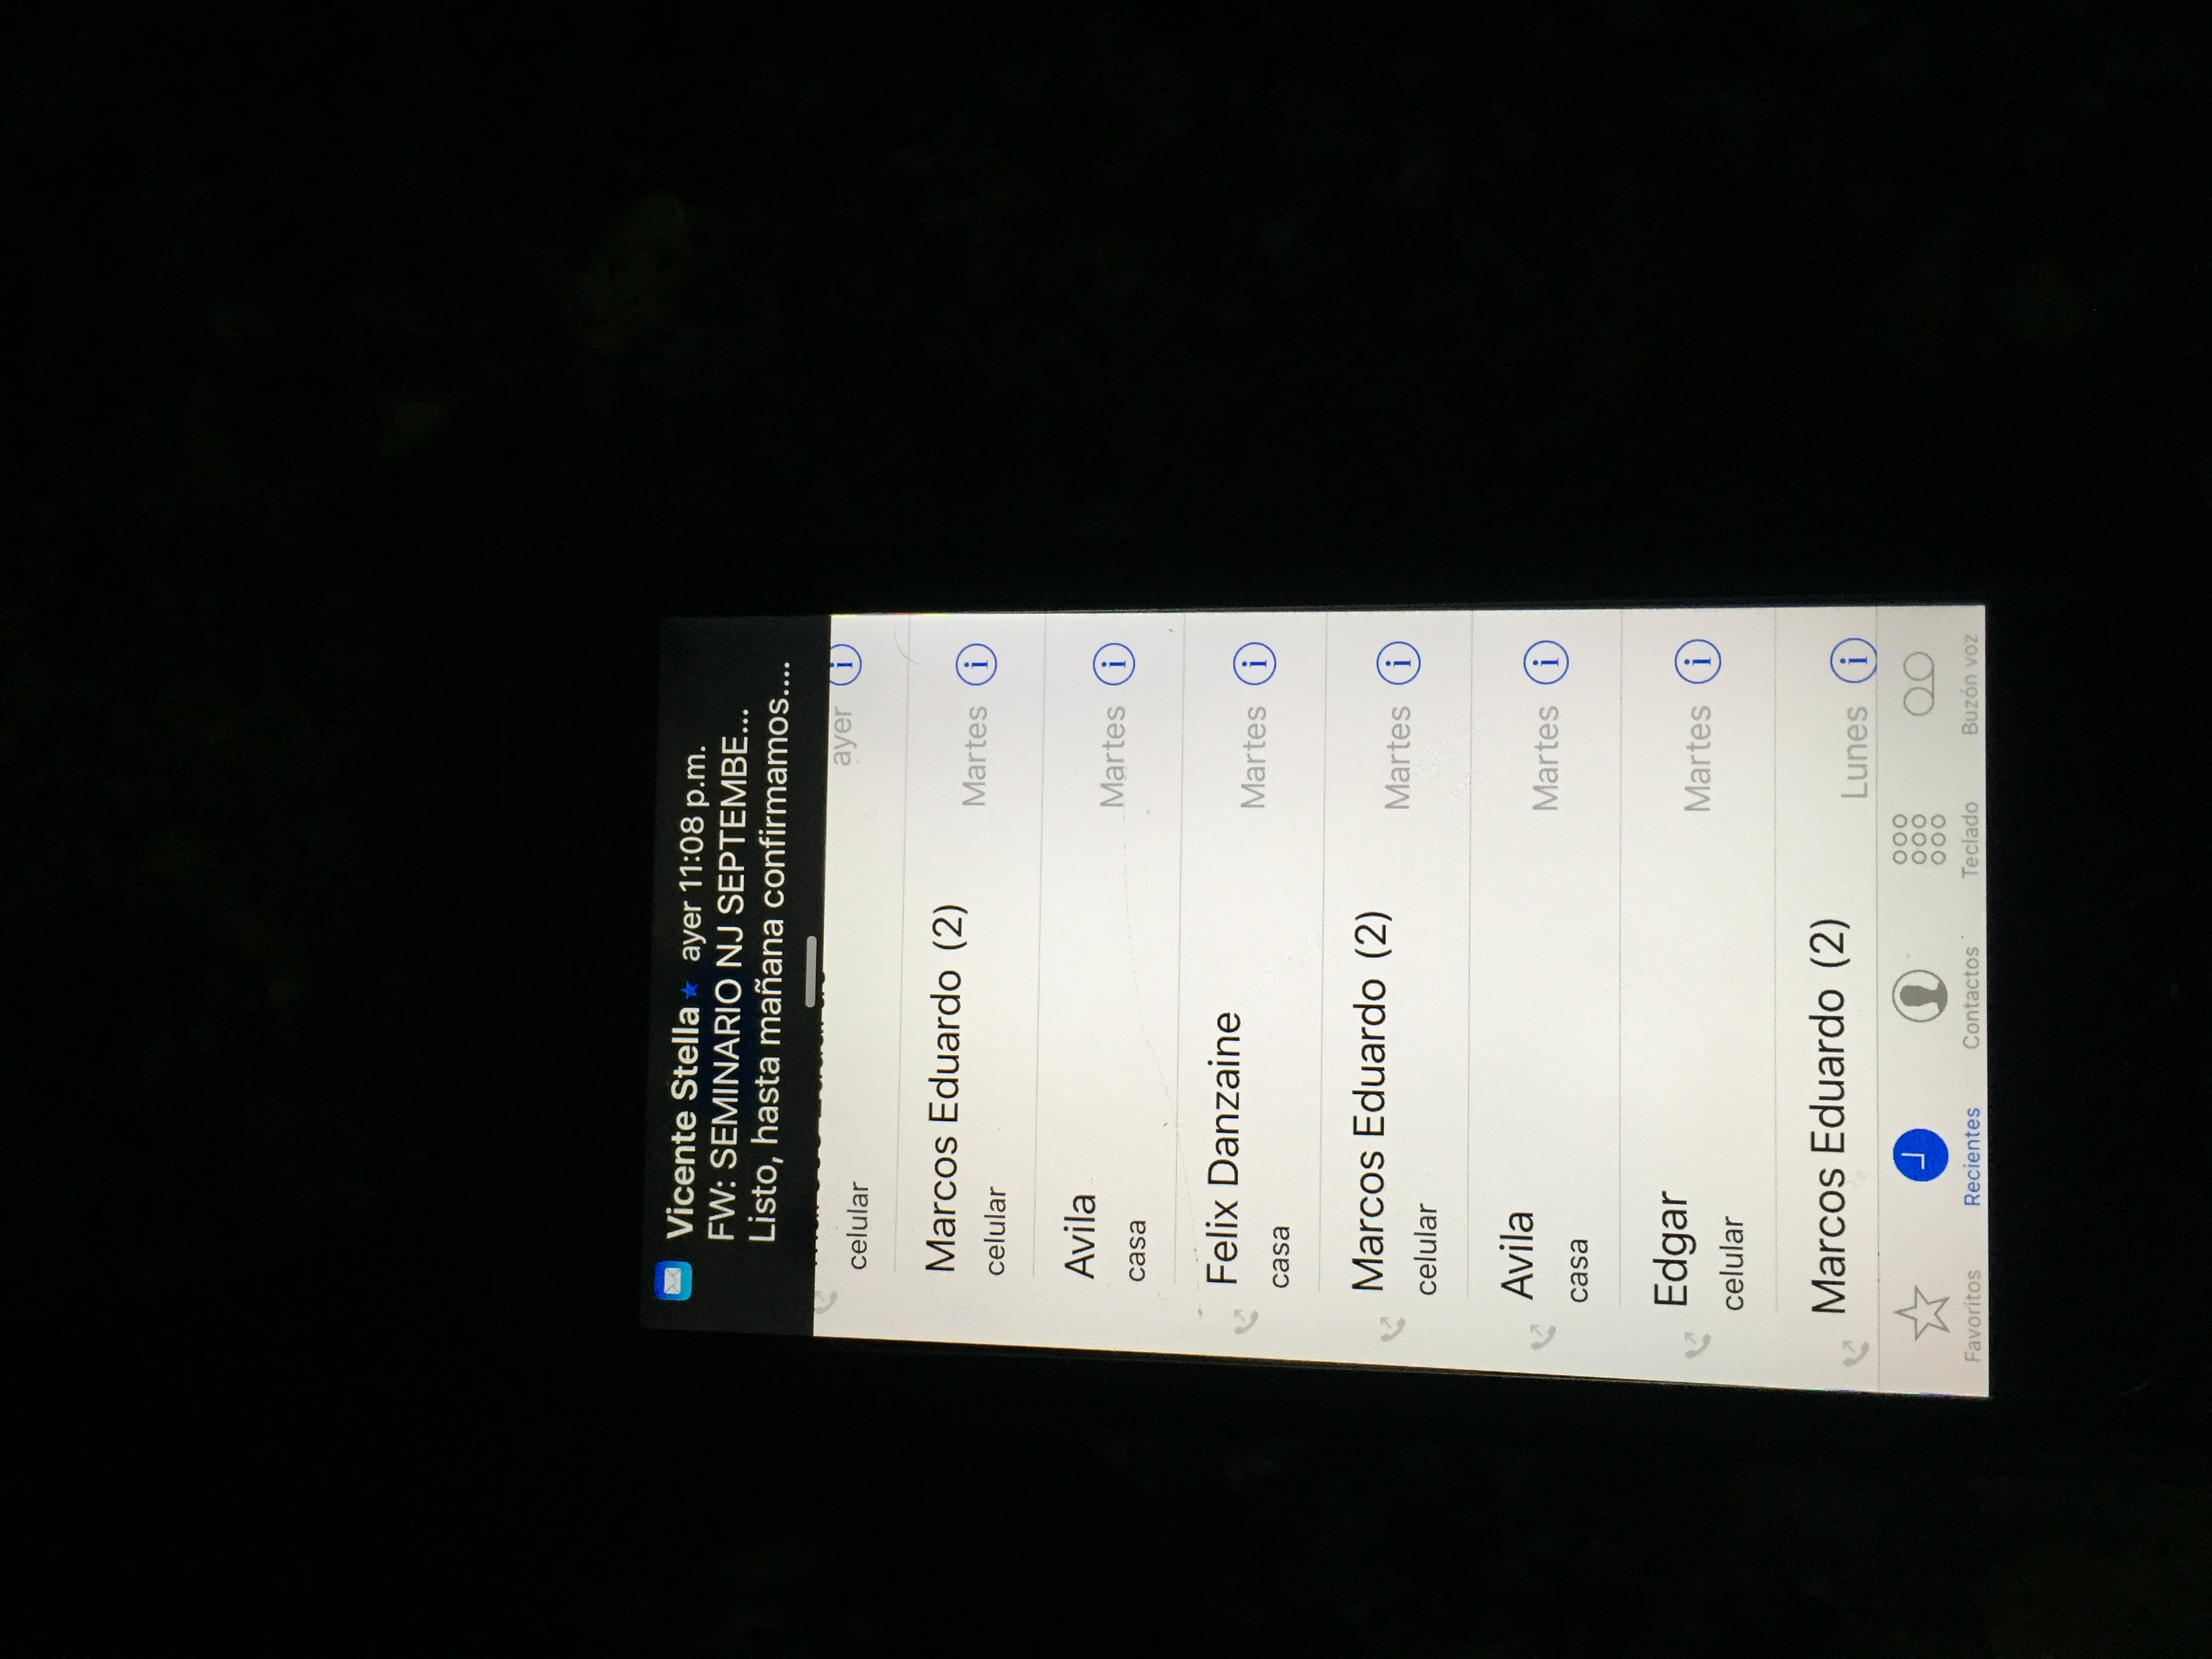 Vicente Stella ★ ayer 11:08 p.m.
FW: SEMINARIO NJ SEPTEMBE...
Listo, hasta mañana confirmamos....
ayer
celular
Marcos Eduardo (2)
Martes
celular
Avila
Martes
casa
Felix Danzaine
Martes
casa
Marcos Eduardo (2)
Martes
celular
Avila
Martes
casa
Edgar
Martes
celular
Marcos Eduardo (2)
Lunes
Favoritos Recientes Contactos Teclado Buzón voz